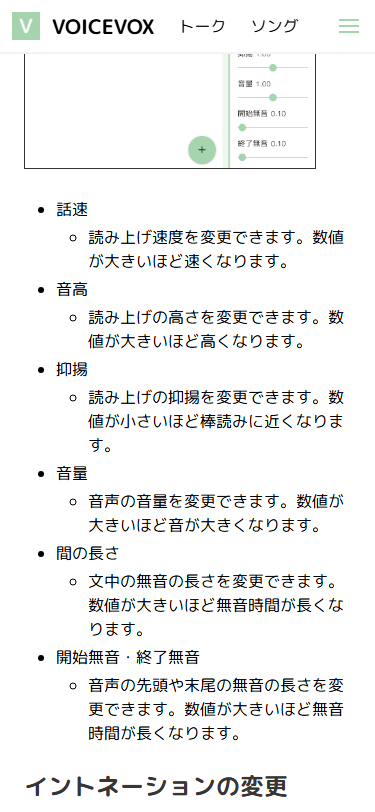 V VOICEVOX トーク ソング
抑揚 1.00
音量 1.00
開始無音 0.10
+
終了無音 0.10
• 話速
◦ 読み上げ速度を変更できます。数値
が大きいほど速くなります。
• 音高
◦ 読み上げの高さを変更できます。数
値が大きいほど高くなります。
• 抑揚
◦ 読み上げの抑揚を変更できます。数
値が小さいほど棒読みに近くなりま
す。
• 音量
◦ 音声の音量を変更できます。数値が
大きいほど音が大きくなります。
• 間の長さ
◦ 文中の無音の長さを変更できます。
数値が大きいほど無音時間が長くな
ります。
• 開始無音・終了無音
◦ 音声の先頭や末尾の無音の長さを変
更できます。数値が大きいほど無音
時間が長くなります。
イントネーションの変更